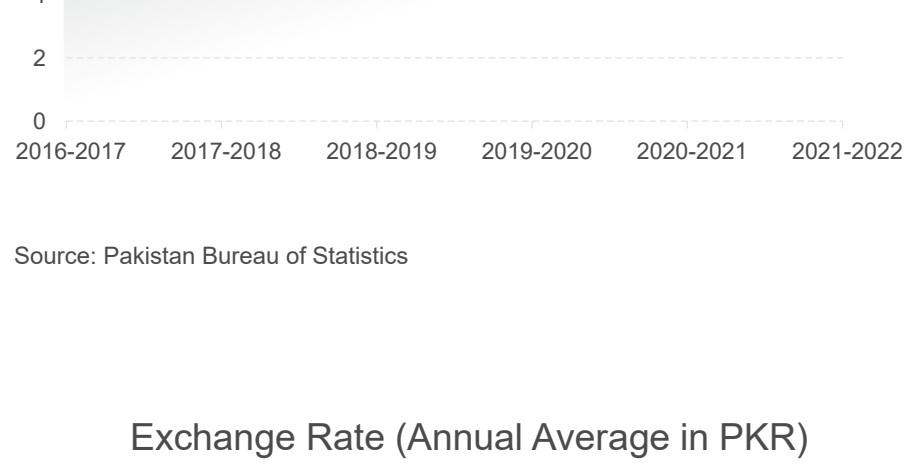 2
0
2016-2017 2017-2018 2018-2019 2019-2020 2020-2021 2021-2022
Source: Pakistan Bureau of Statistics
Exchange Rate (Annual Average in PKR)